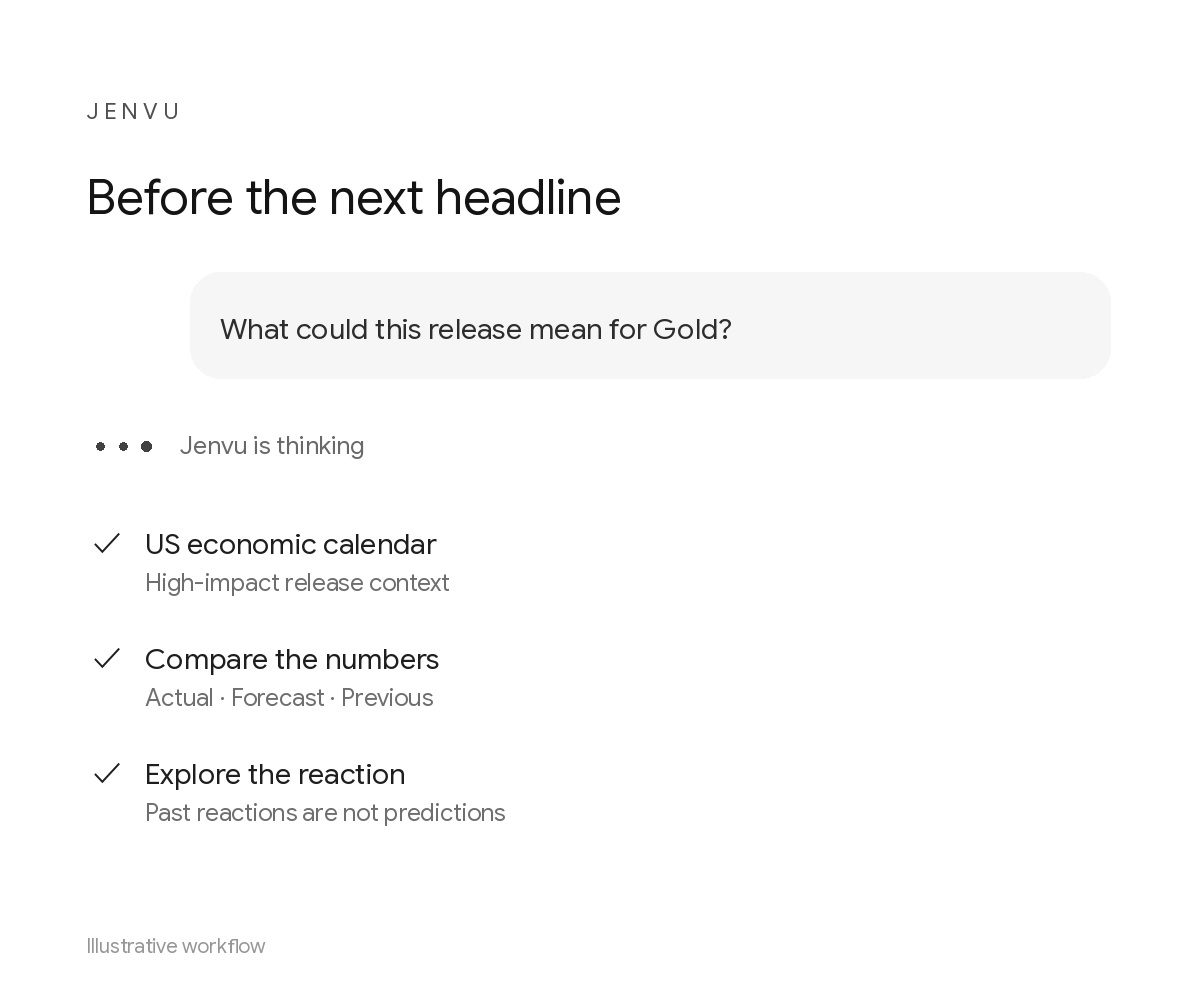 JENVU
Before the next headline
What could this release mean for Gold?
Jenvu is thinking
US economic calendar
High-impact release context
Compare the numbers
Actual · Forecast · Previous
Explore the reaction
Past reactions are not predictions
Illustrative workflow